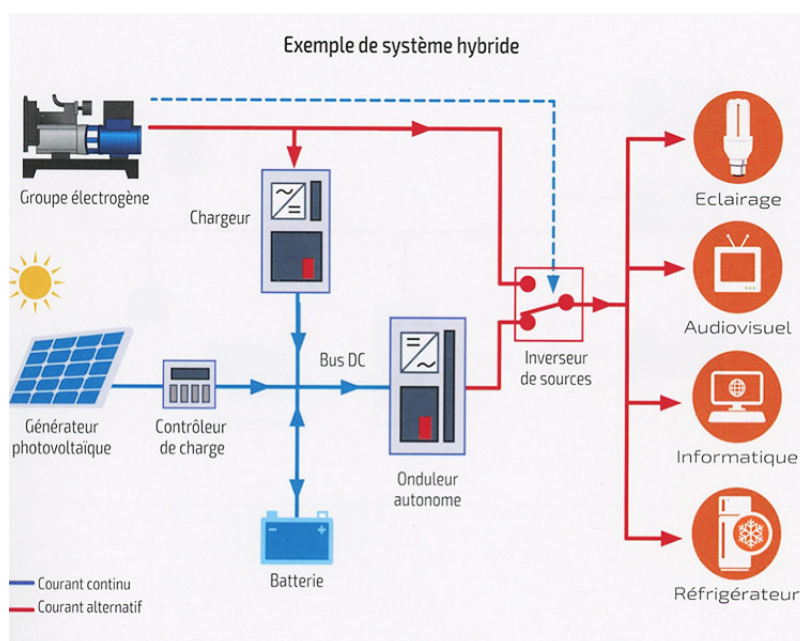 Exemple de système hybride
Groupe électrogène
Chargeur
Eclairage
Audiovisuel
Bus DC
Inverseur
de sources
Générateur
photovoltaïque
Contrôleur
de charge
Onduleur
autonome
Informatique
Batterie
Réfrigérateur
Courant continu
Courant alternatif